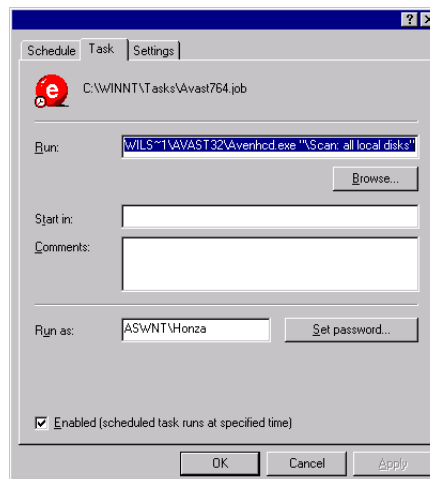 Schedule Task Settings
C:\WINNT\Tasks\Avast764.job
Run: WILS~1\AVAST32\Avenhcd.exe "\Scan: all local disks"
Browse...
Start in:
Comments:
Run as: ASWNT\Honza Set password...
Enabled (scheduled task runs at specified time)
OK Cancel Apply